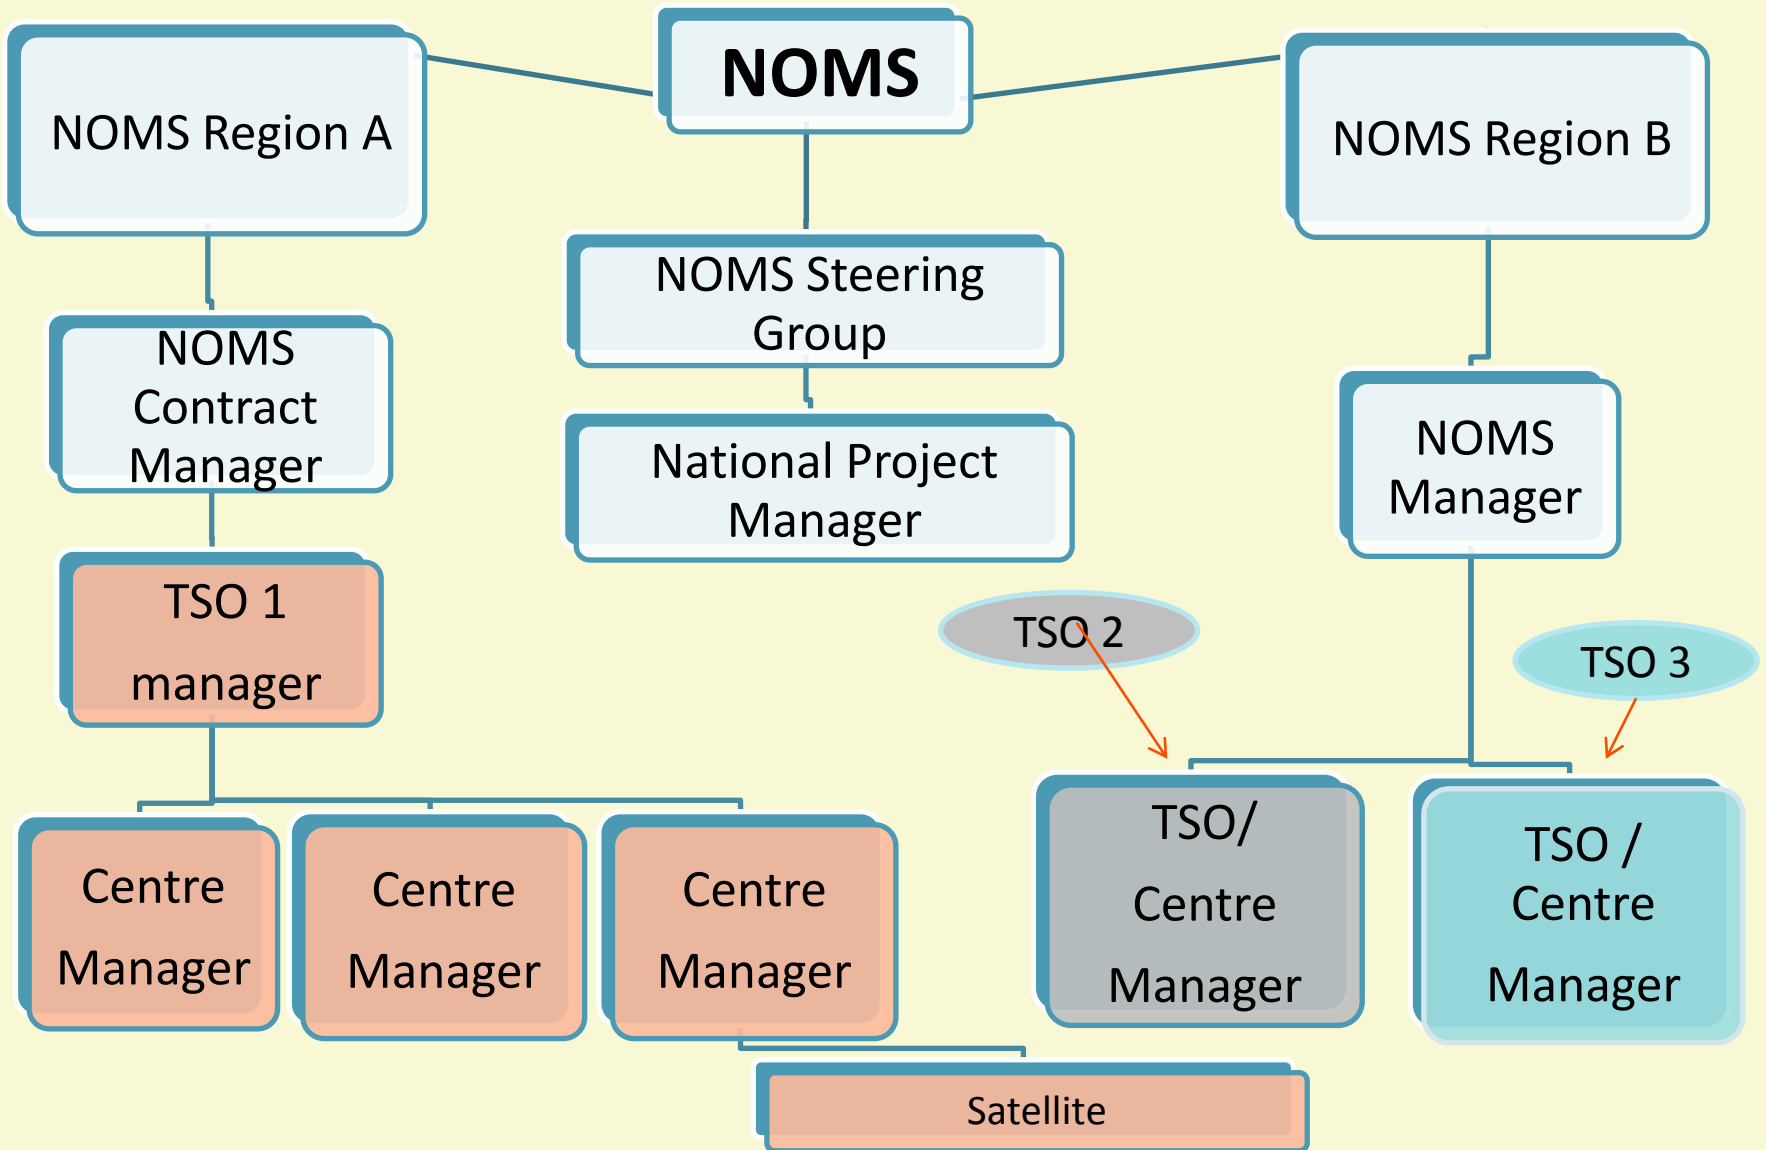 NOMS
NOMS Region A
NOMS Region B
NOMS Steering
Group
NOMS
Contract
Manager
National Project
Manager
NOMS
Manager
TSO 1
manager
TSO 2
TSO 3
Centre
Manager
Centre
Manager
Centre
Manager
TSO/
Centre
Manager
TSO /
Centre
Manager
Satellite